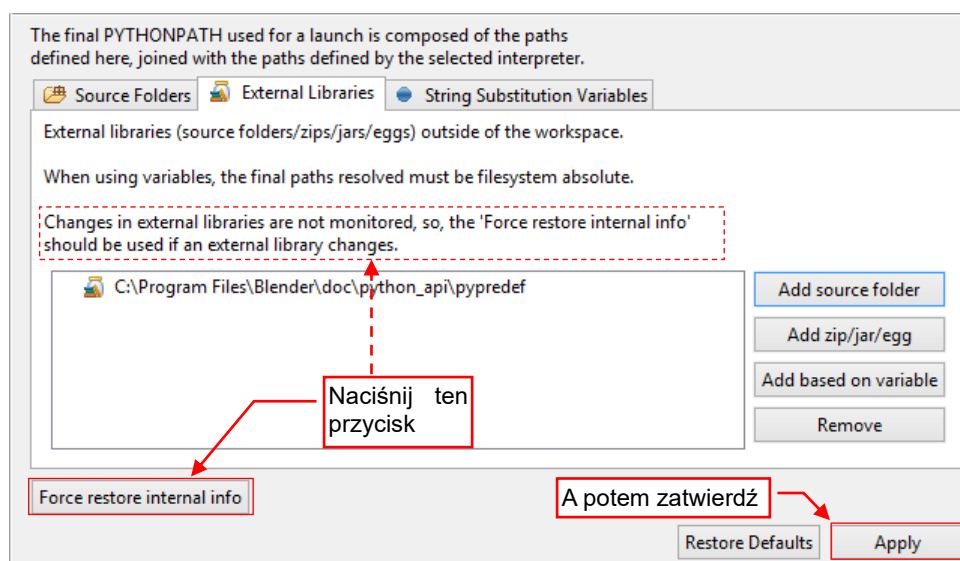 The final PYTHONPATH used for a launch is composed of the paths
defined here, joined with the paths defined by the selected interpreter.
Source Folders External Libraries String Substitution Variables
External libraries (source folders/zips/jars/eggs) outside of the workspace.
When using variables, the final paths resolved must be filesystem absolute.
Changes in external libraries are not monitored, so, the 'Force restore internal info'
should be used if an external library changes.
C:\Program Files\Blender\doc\python_api\pypredef
Add source folder
Add zip/jar/egg
Add based on variable
Remove
Naciśnij ten
przycisk
Force restore internal info
A potem zatwierdź
Restore Defaults Apply